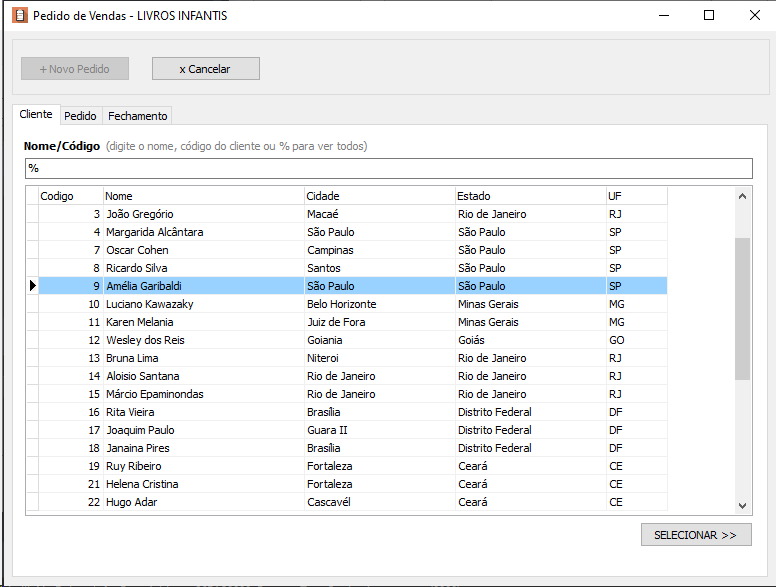 Pedido de Vendas - LIVROS INFANTIS
+ Novo Pedido x Cancelar
Cliente Pedido Fechamento
Nome/Código (digite o nome, código do cliente ou % para ver todos)
%
Codigo Nome Cidade Estado UF
3 João Gregório Macaé Rio de Janeiro RJ
4 Margarida Alcântara São Paulo São Paulo SP
7 Oscar Cohen Campinas São Paulo SP
8 Ricardo Silva Santos São Paulo SP
9 Amélia Garibaldi São Paulo São Paulo SP
10 Luciano Kawazaky Belo Horizonte Minas Gerais MG
11 Karen Melania Juiz de Fora Minas Gerais MG
12 Wesley dos Reis Goiania Goiás GO
13 Bruna Lima Niteroi Rio de Janeiro RJ
14 Aloisio Santana Rio de Janeiro Rio de Janeiro RJ
15 Márcio Epaminondas Rio de Janeiro Rio de Janeiro RJ
16 Rita Vieira Brasília Distrito Federal DF
17 Joaquim Paulo Guara II Distrito Federal DF
18 Janaina Pires Brasília Distrito Federal DF
19 Ruy Ribeiro Fortaleza Ceará CE
21 Helena Cristina Fortaleza Ceará CE
22 Hugo Adar Cascavél Ceará CE
SELECIONAR >>